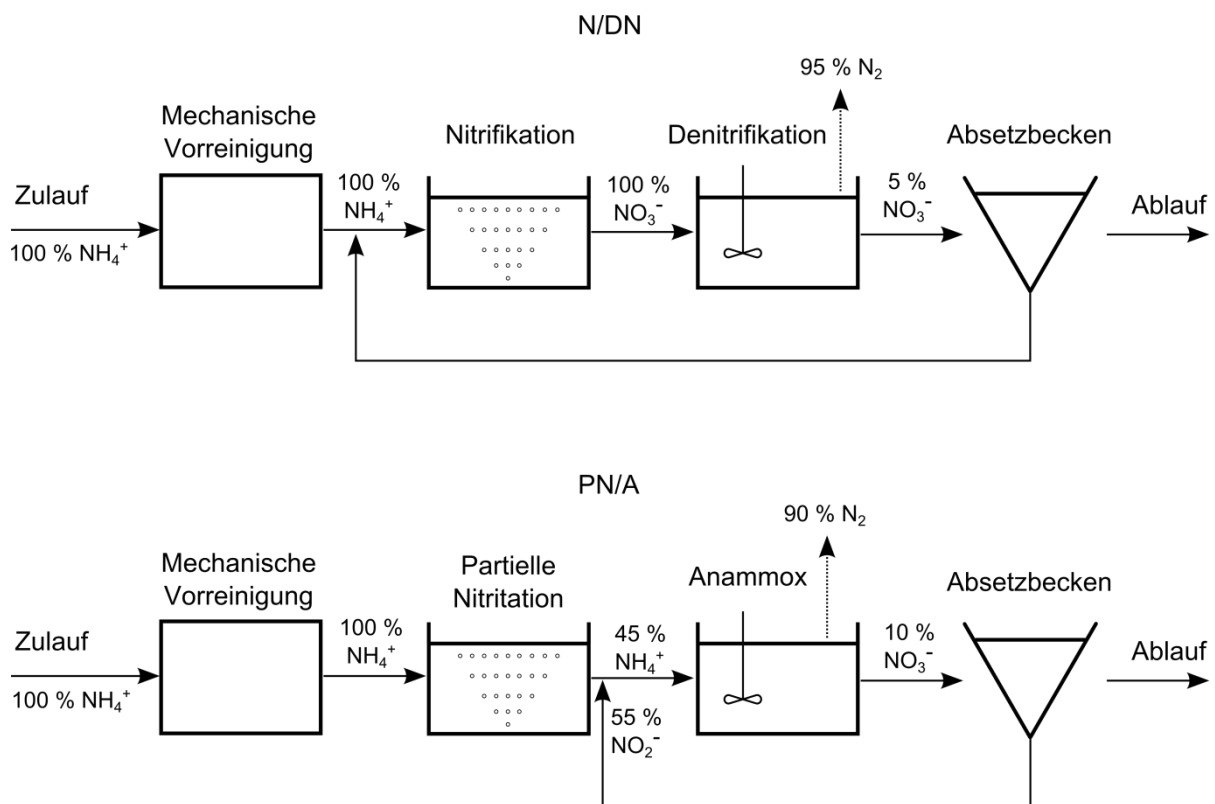 N/DN
95 % N₂
Mechanische
Vorreinigung
Nitrifikation
Denitrifikation
Absetzbecken
Zulauf
100 % NH₄⁺
100 %
NH₄⁺
100 %
NO₃⁻
5 %
NO₃⁻
Ablauf
PN/A
90 % N₂
Mechanische
Vorreinigung
Partielle
Nitritation
Anammox
Absetzbecken
Zulauf
100 % NH₄⁺
100 %
NH₄⁺
45 %
NH₄⁺
55 %
NO₂⁻
10 %
NO₃⁻
Ablauf